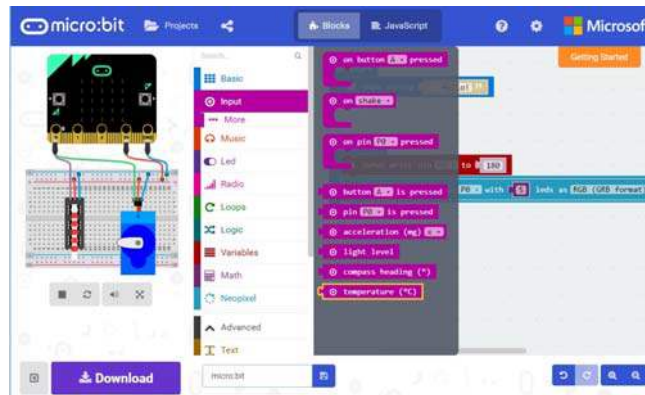 micro:bit Projects Blocks JavaScript Microsof
Search...
Getting Started
Basic
Input
More
Music
Led
Radio
Loops
Logic
Variables
Math
Neopixel
Advanced
Text
on button A pressed
on shake
on pin P0 pressed
to 180
button A is pressed
P0 with 5 leds as RGB (GRB format
pin P0 is pressed
acceleration (mg) x
light level
compass heading (°)
temperature (°C)
Download
micro:bit